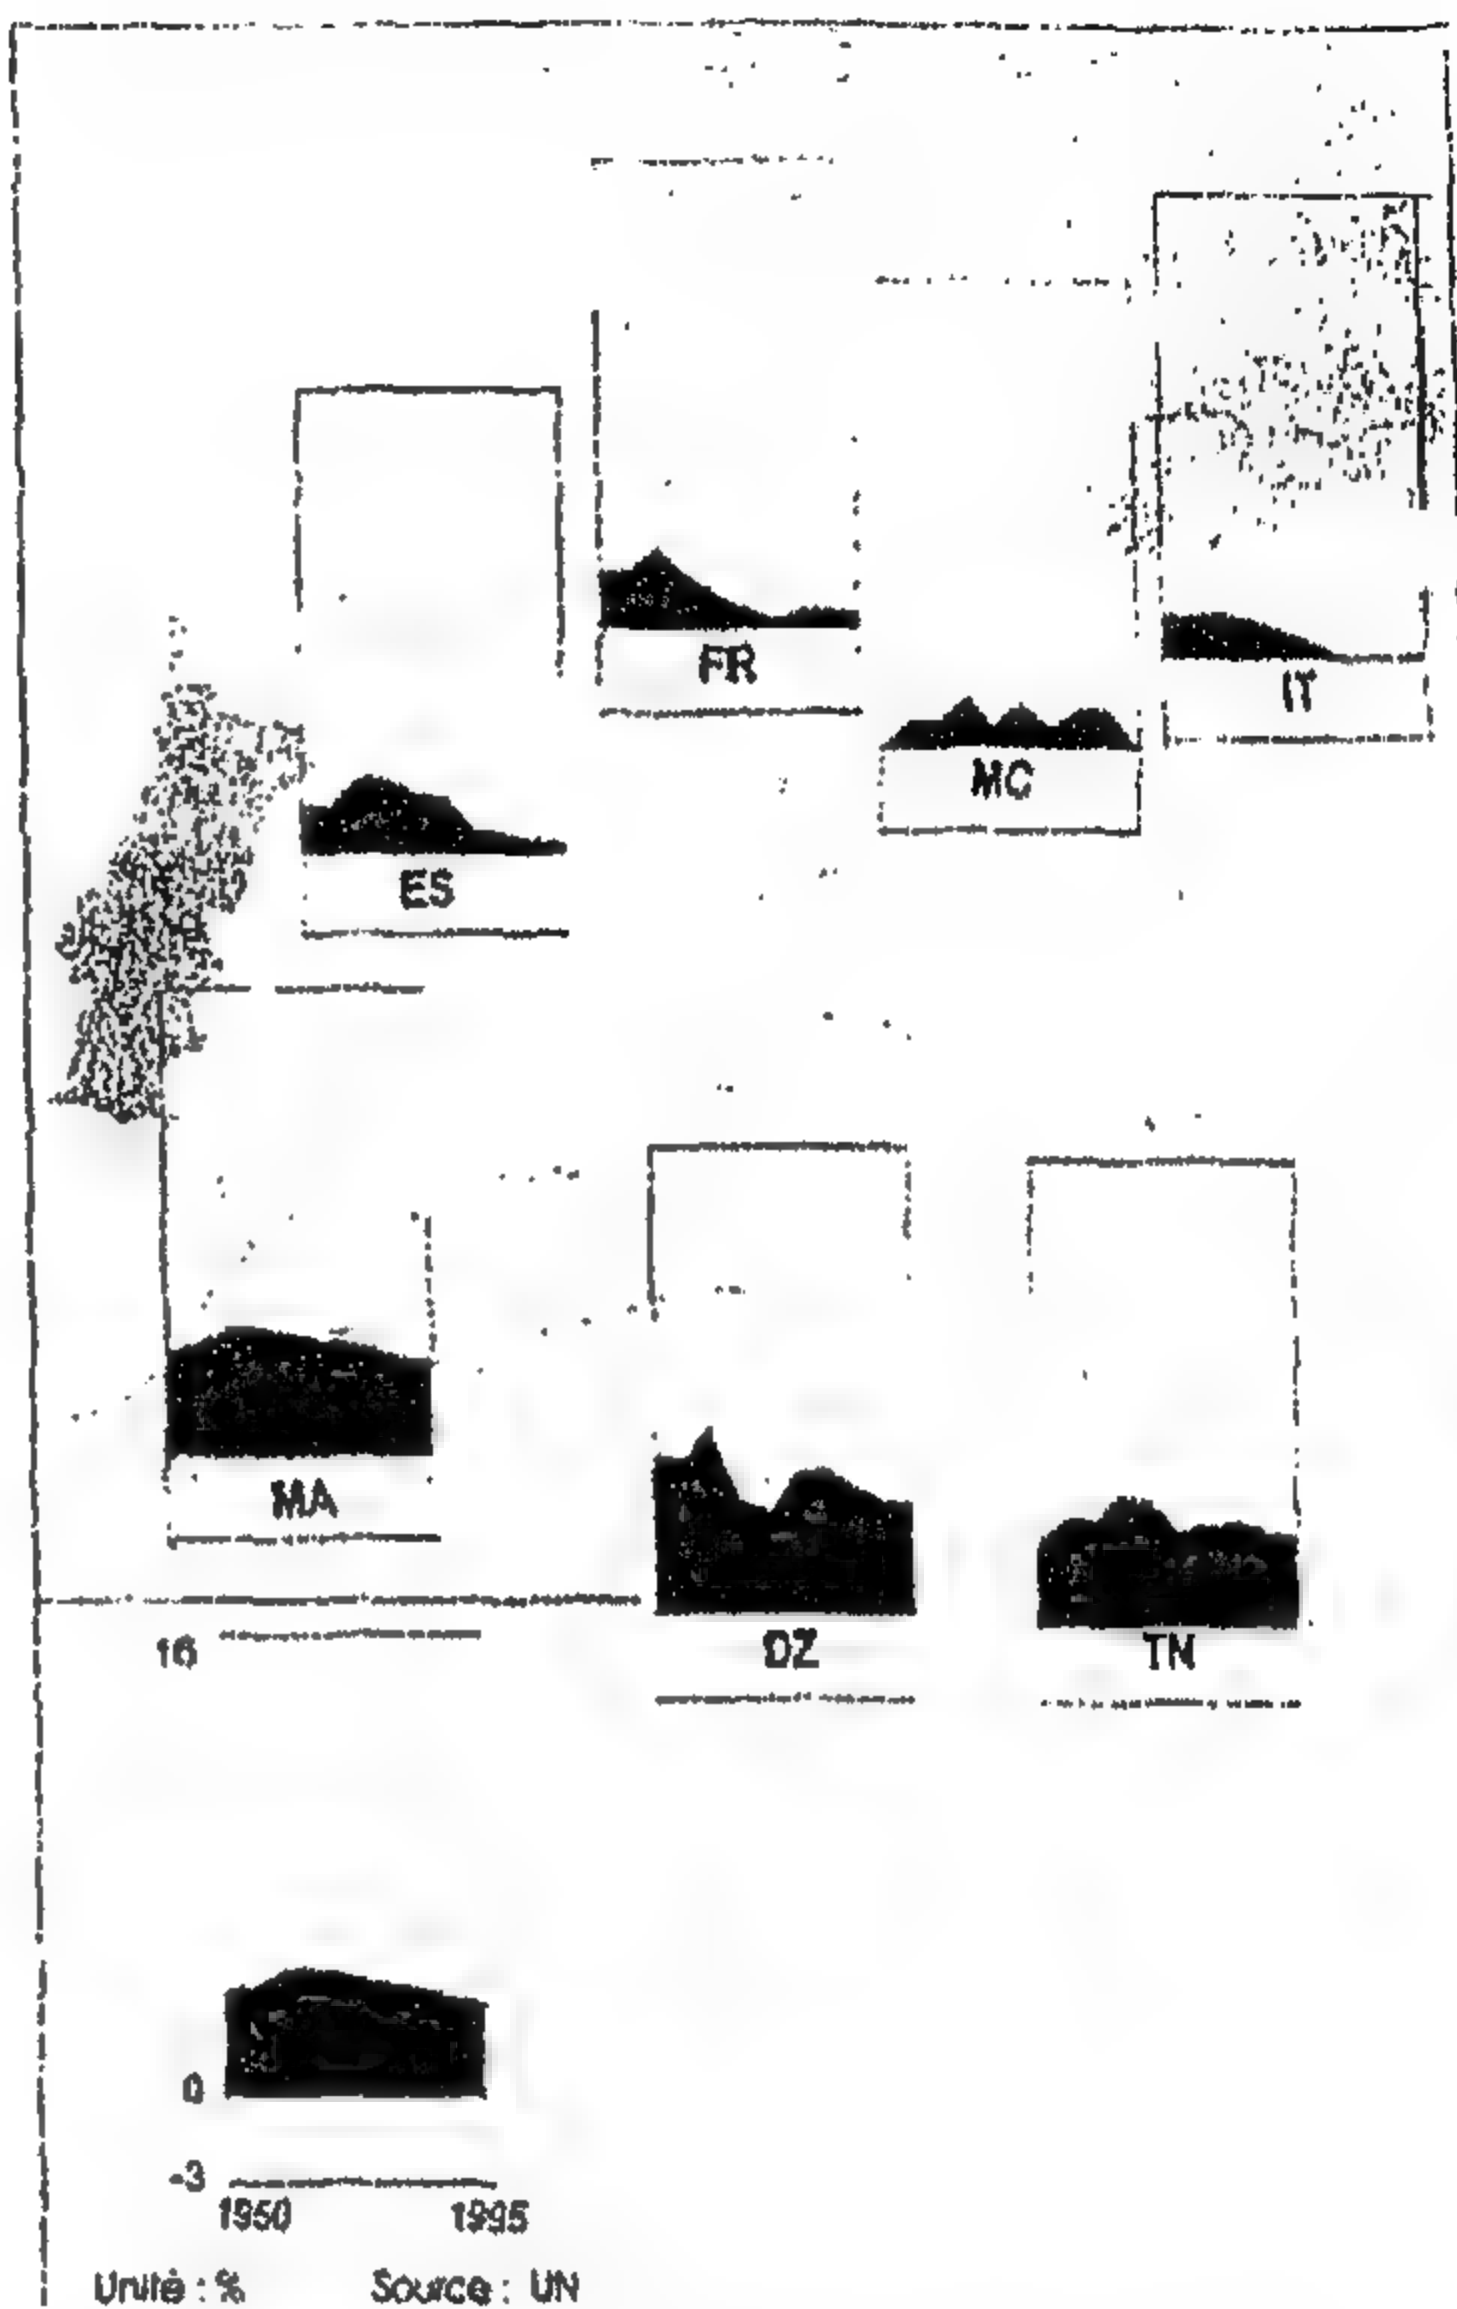 FR
IT
MC
ES
MA
16
DZ
TN
0
-3
1950 1995
Unité : % Source : UN